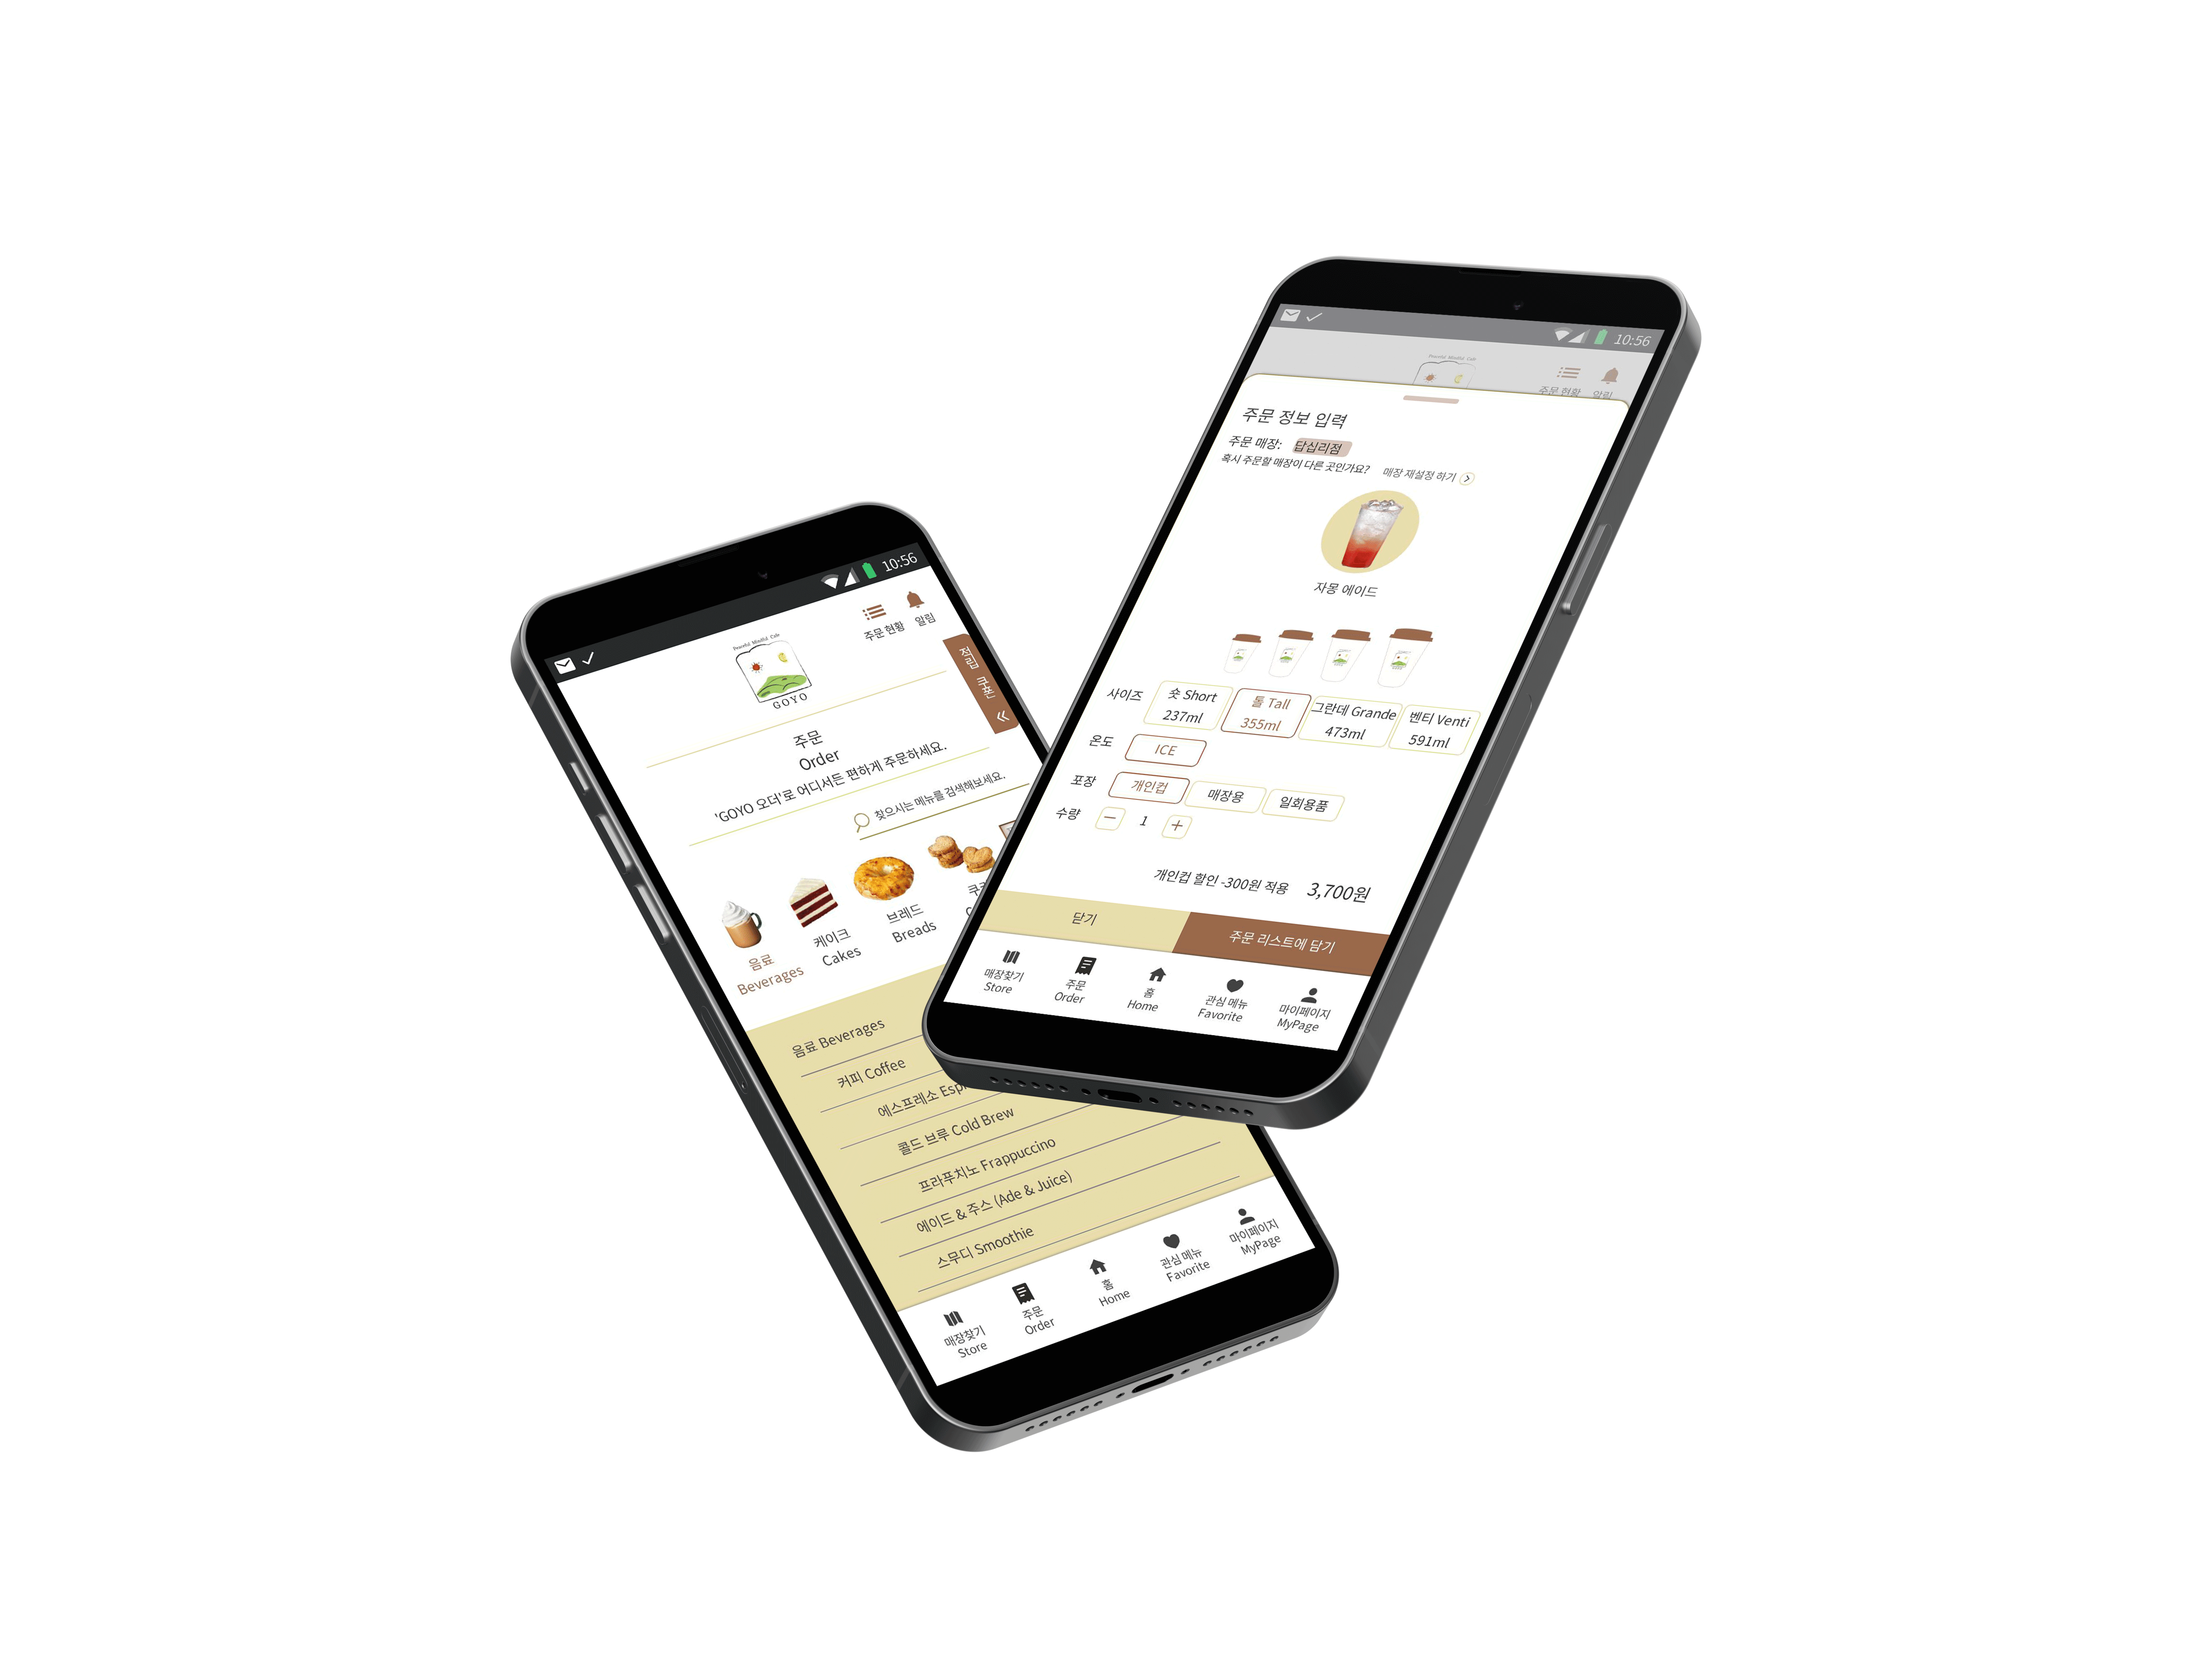 10:56
주문 현황 알림
Peaceful Mindful Cafe
GOYO
적립 쿠폰
주문
Order
'GOYO 오더'로 어디서든 편하게 주문하세요.
찾으시는 메뉴를 검색해보세요.
음료
Beverages
케이크
Cakes
브레드
Breads
음료 Beverages
커피 Coffee
에스프레소
콜드 브루 Cold Brew
프라푸치노 Frappuccino
에이드 & 주스 (Ade & Juice)
스무디 Smoothie
매장찾기
Store
주문
Order
홈
Home
관심 메뉴
Favorite
마이페이지
MyPage
10:56
Peaceful Mindful Cafe
주문 현황 알림
주문 정보 입력
주문 매장: 답십리점
혹시 주문할 매장이 다른 곳인가요? 매장 재설정 하기
자몽 에이드
사이즈
숏 Short
237ml
톨 Tall
355ml
그란데 Grande
473ml
벤티 Venti
591ml
온도 ICE
포장 개인컵 매장용 일회용품
수량 − 1 +
개인컵 할인 -300원 적용 3,700원
닫기 주문 리스트에 담기
매장찾기
Store
주문
Order
홈
Home
관심 메뉴
Favorite
마이페이지
MyPage